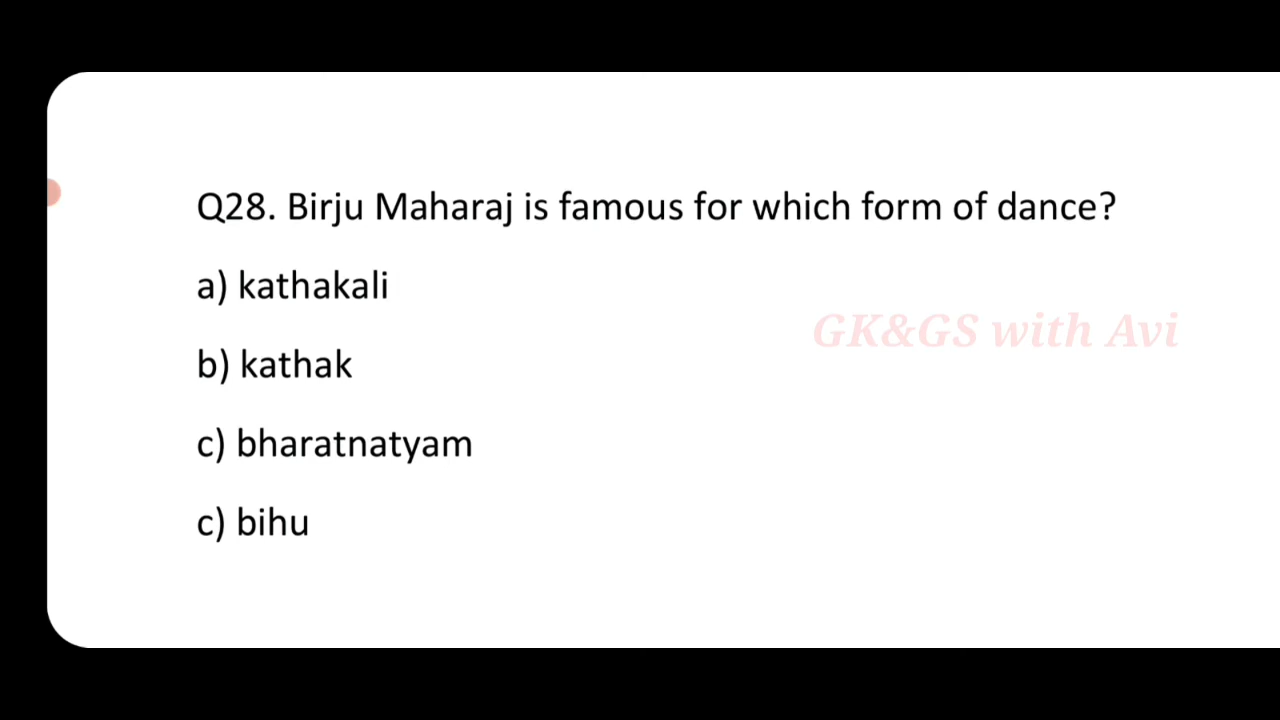 Q28. Birju Maharaj is famous for which form of dance?
a) kathakali
GK&GS with Avi
b) kathak
c) bharatnatyam
c) bihu